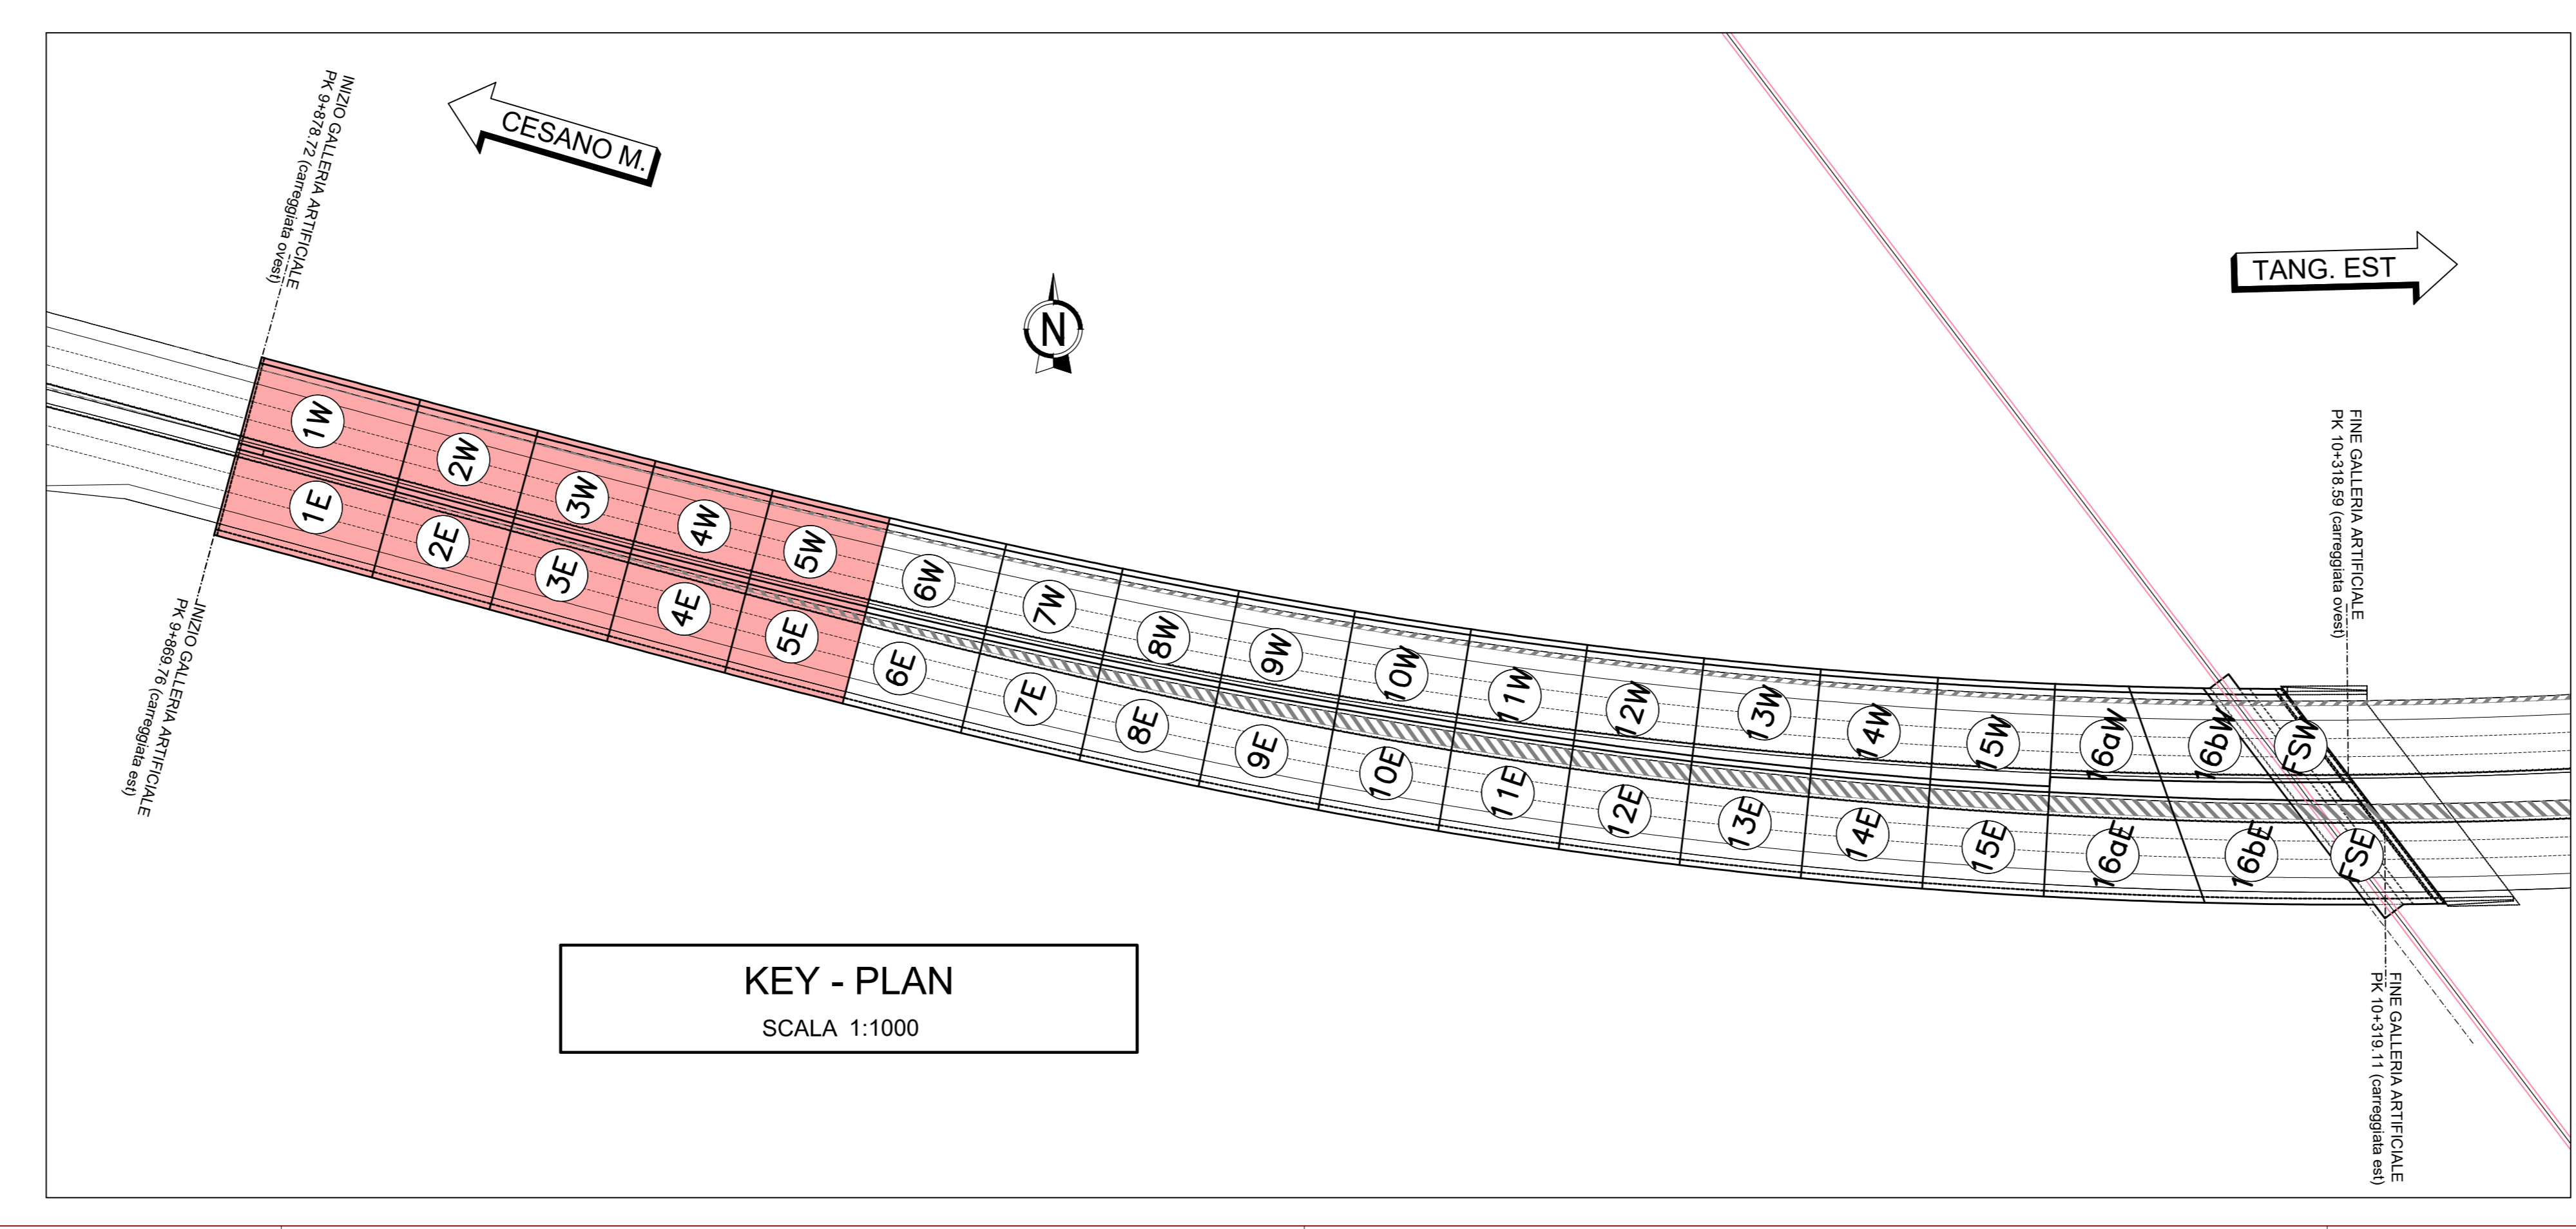 INIZIO GALLERIA ARTIFICIALE
PK 9+878.72 (carreggiata ovest)
CESANO M.
TANG. EST
N
FINE GALLERIA ARTIFICIALE
PK 10+318.59 (carreggiata ovest)
1W
2W
3W
4W
5W
6W
7W
8W
9W
10W
11W
12W
13W
14W
15W
16aW
16bW
FSW
1E
2E
3E
4E
5E
6E
7E
8E
9E
10E
11E
12E
13E
14E
15E
16aE
16bE
FSE
INIZIO GALLERIA ARTIFICIALE
PK 9+869.76 (carreggiata est)
KEY - PLAN
SCALA 1:1000
FINE GALLERIA ARTIFICIALE
PK 10+319.11 (carreggiata est)